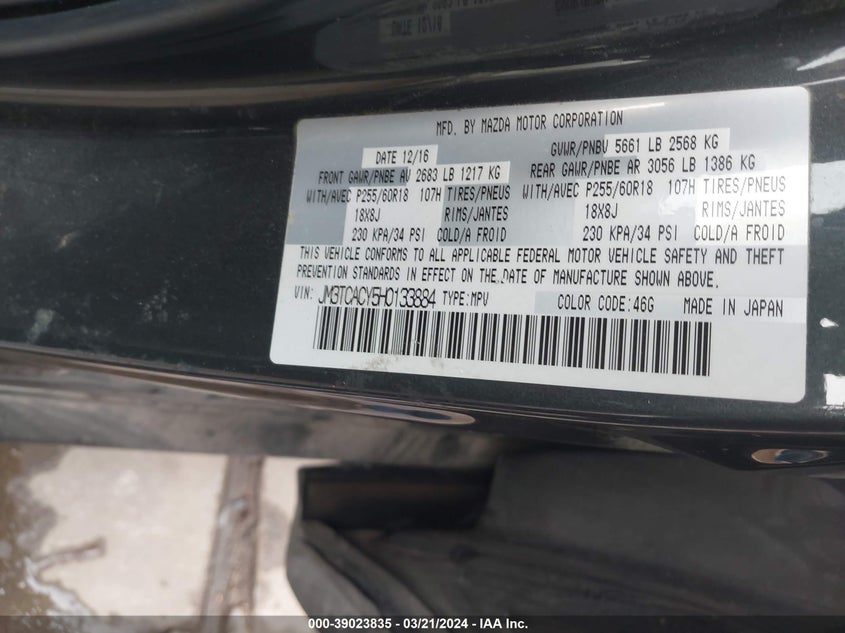 MFD. BY MAZDA MOTOR CORPORATION
DATE 12/16 GVWR/PNBV 5661 LB 2568 KG
FRONT GAWR/PNBE AV 2683 LB 1217 KG REAR GAWR/PNBE AR 3056 LB 1386 KG
WITH/AVEC P255/60R18 107H TIRES/PNEUS WITH/AVEC P255/60R18 107H TIRES/PNEUS
18X8J RIMS/JANTES 18X8J RIMS/JANTES
230 KPA/34 PSI COLD/A FROID 230 KPA/34 PSI COLD/A FROID
THIS VEHICLE CONFORMS TO ALL APPLICABLE FEDERAL MOTOR VEHICLE SAFETY AND THEFT
PREVENTION STANDARDS IN EFFECT ON THE DATE OF MANUFACTURE SHOWN ABOVE.
VIN: JM3TCACY5H0133884 TYPE:MPV COLOR CODE:46G MADE IN JAPAN
000-39023835 - 03/21/2024 - IAA Inc.